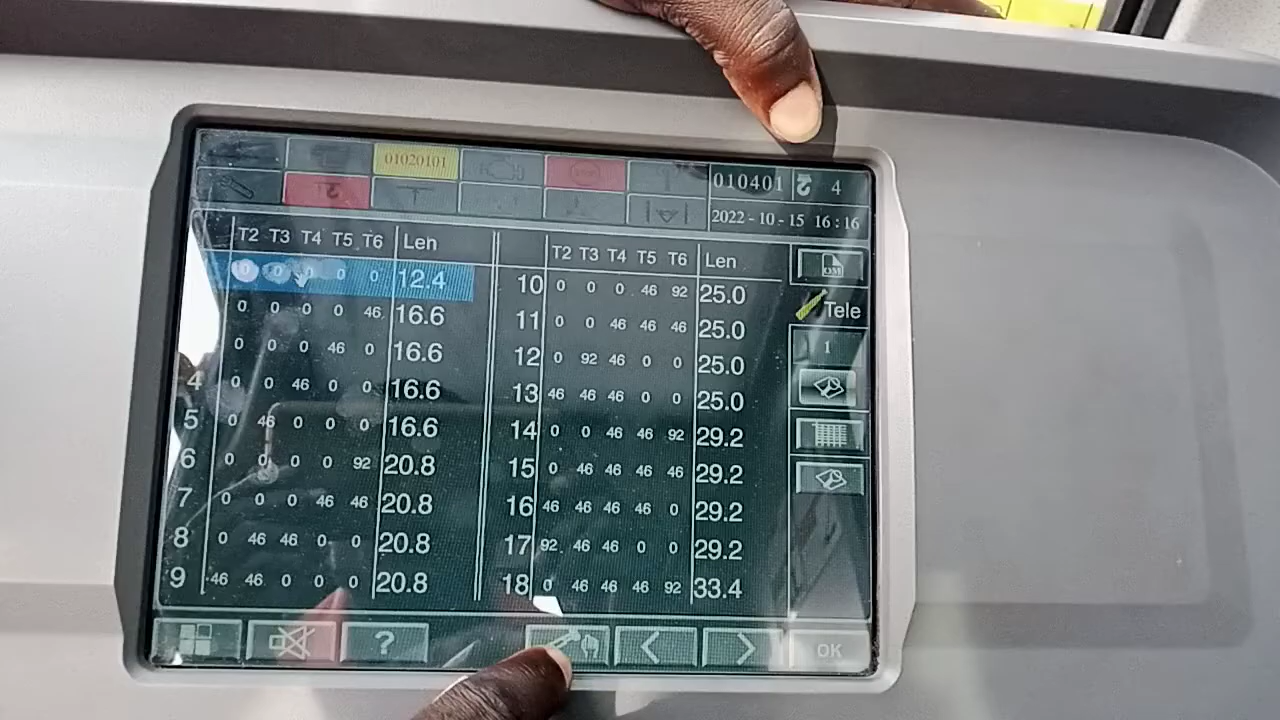 01020101
STOP
010401 4
2022-10-15 16:16
T2 T3 T4 T5 T6 Len
0 0 0 0 0 12.4
0 0 0 0 46 16.6
0 0 0 46 0 16.6
4 0 0 46 0 0 16.6
5 0 46 0 0 0 16.6
6 0 0 0 0 92 20.8
7 0 0 0 46 46 20.8
8 0 46 46 0 0 20.8
9 46 46 0 0 0 20.8
T2 T3 T4 T5 T6 Len
10 0 0 0 46 92 25.0
11 0 0 46 46 46 25.0
12 0 92 46 0 0 25.0
13 46 46 46 0 0 25.0
14 0 0 46 46 92 29.2
15 0 46 46 46 46 29.2
16 46 46 46 46 0 29.2
17 92 46 46 0 0 29.2
18 0 46 46 46 92 33.4
OM
Tele
1
?
<
>
OK